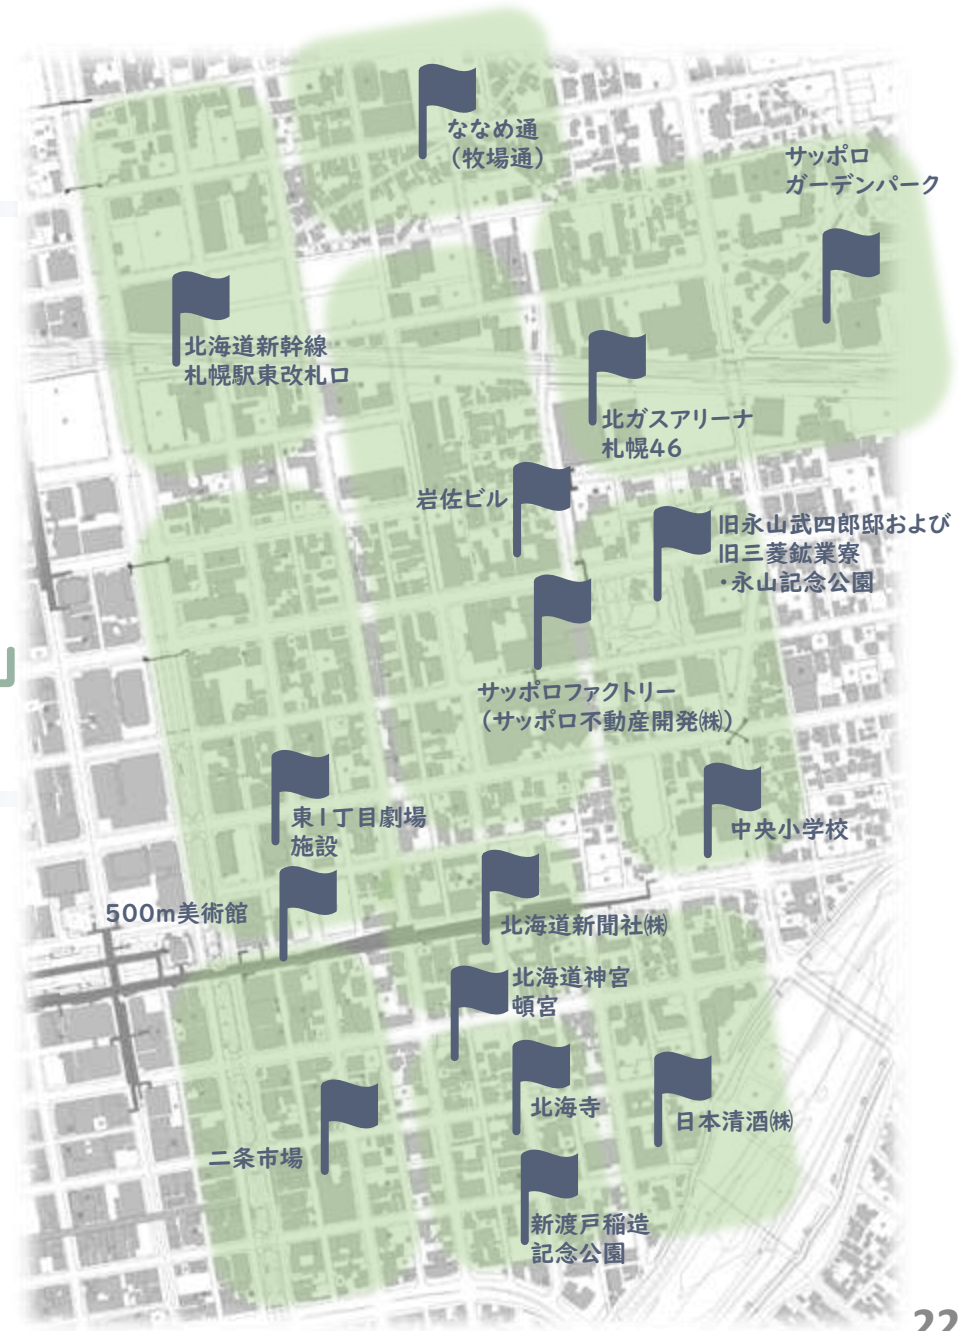 ななめ通
（牧場通）
サッポロ
ガーデンパーク
北海道新幹線
札幌駅東改札口
北ガスアリーナ
札幌46
岩佐ビル
旧永山武四郎邸および
旧三菱鉱業寮
・永山記念公園
サッポロファクトリー
（サッポロ不動産開発㈱）
東1丁目劇場
施設
中央小学校
500m美術館
北海道新聞社㈱
北海道神宮
頓宮
北海寺
日本清酒㈱
二条市場
新渡戸稲造
記念公園
22